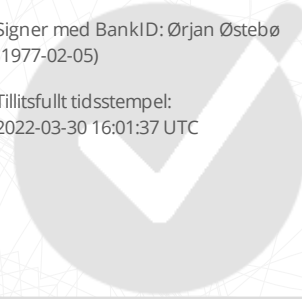 Signer med BankID: Ørjan Østebø
1977-02-05)
Tillitsfullt tidsstempel:
2022-03-30 16:01:37 UTC